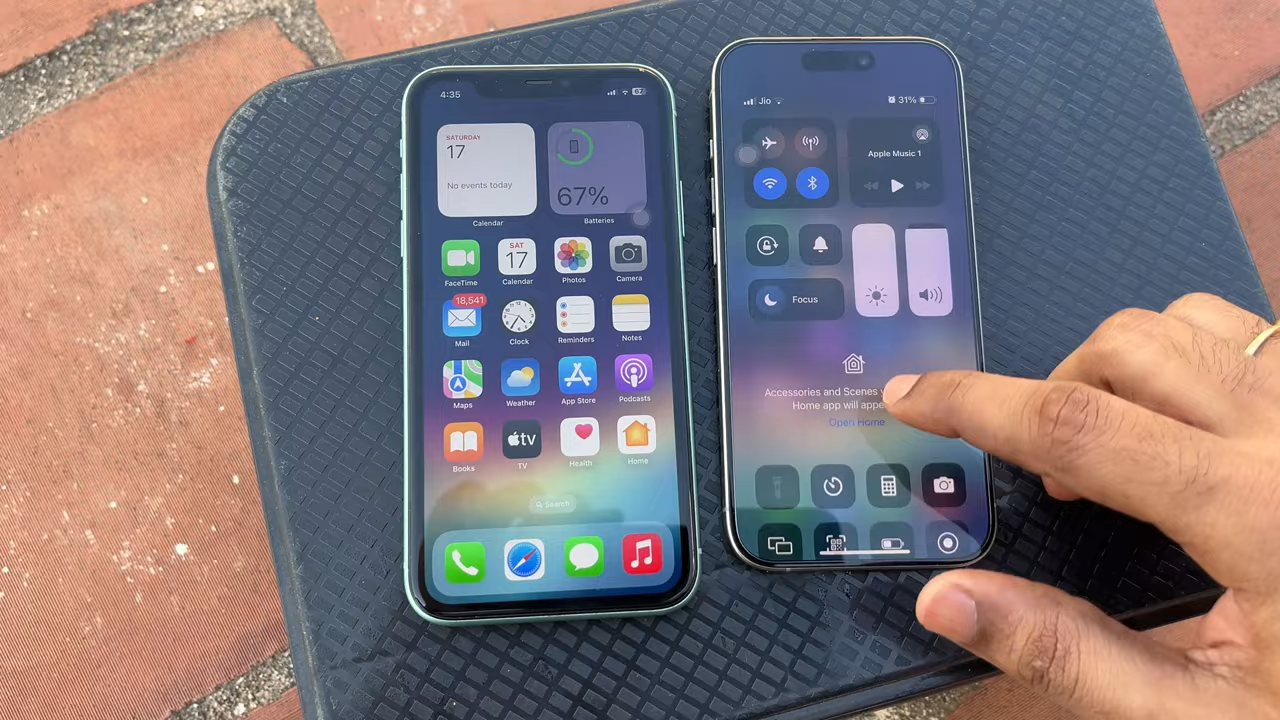 4:35
67
SATURDAY
17
No events today
Calendar
67%
Batteries
FaceTime
SAT
17
Calendar
Photos
Camera
18,541
Mail
Clock
Reminders
Notes
Maps
Weather
App Store
Podcasts
Books
tv
TV
Health
Home
Search
Jio
31%
Apple Music 1
Focus
Accessories and Scenes
Home app will
Open Home